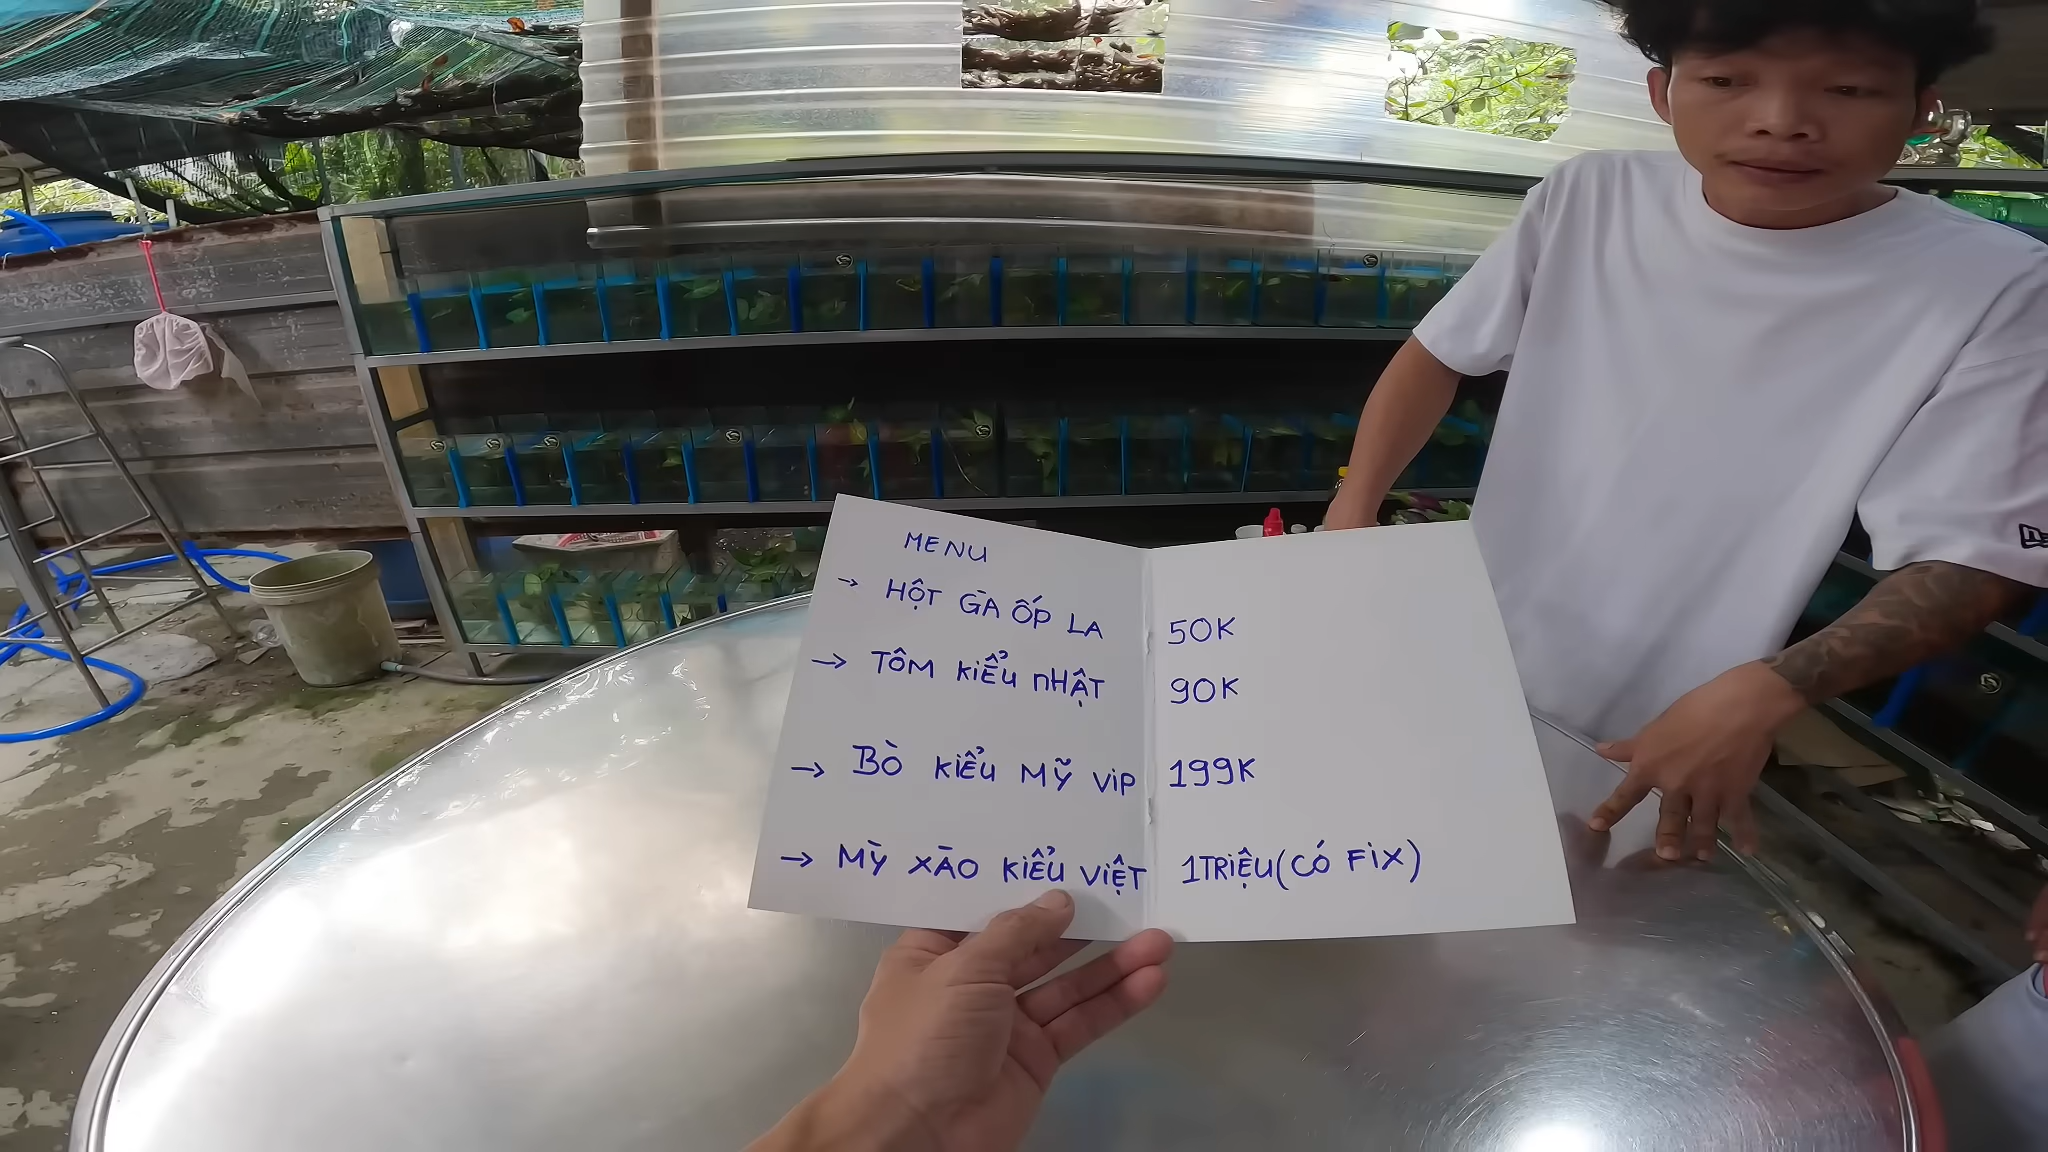 MENU
→ HỘT GÀ ỐP LA 50K
→ TÔM KIỂU NHẬT 90K
→ BÒ KIỂU MỸ VIP 199K
→ MỲ XÀO KIỂU VIỆT 1TRIỆU(CÓ FIX)